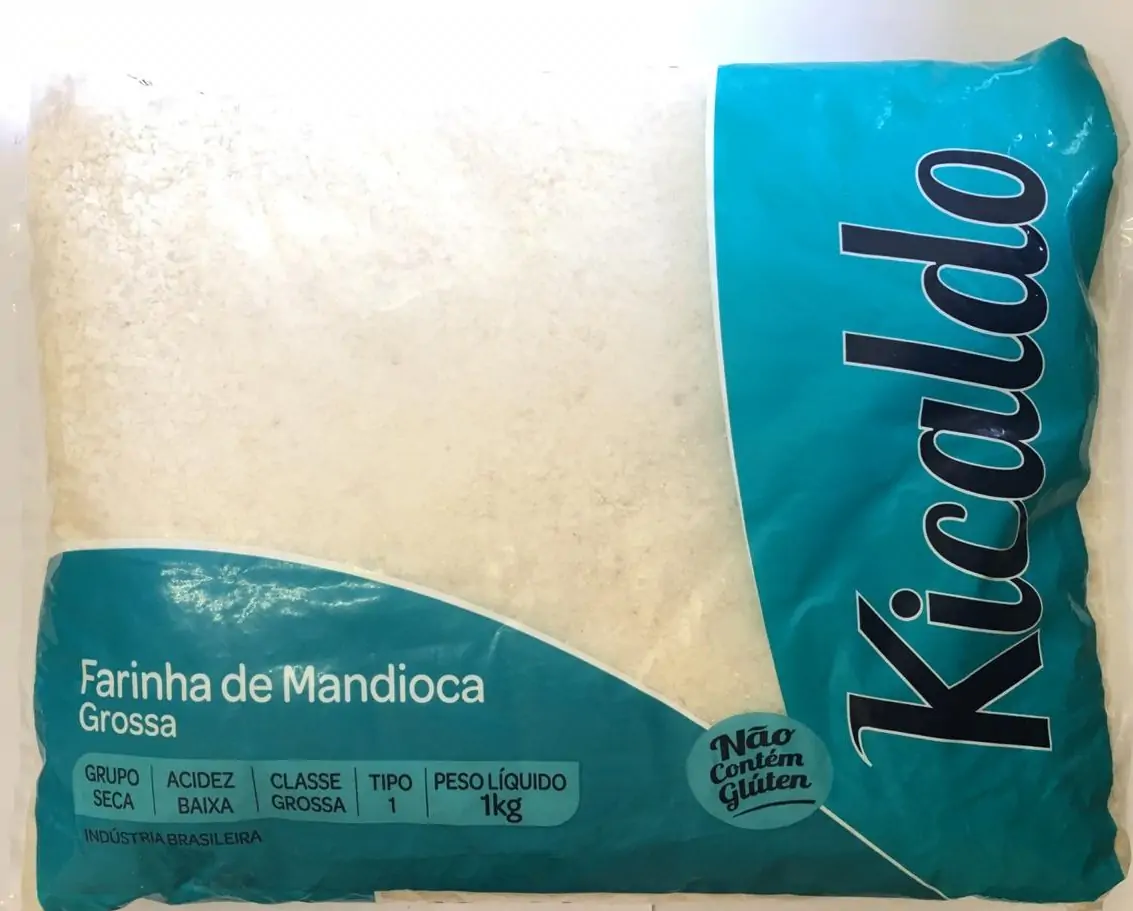 Kicaldo
Farinha de Mandioca
Grossa
GRUPO SECA
ACIDEZ BAIXA
CLASSE GROSSA
TIPO 1
PESO LÍQUIDO 1kg
INDÚSTRIA BRASILEIRA
Não
Contém
Glúten